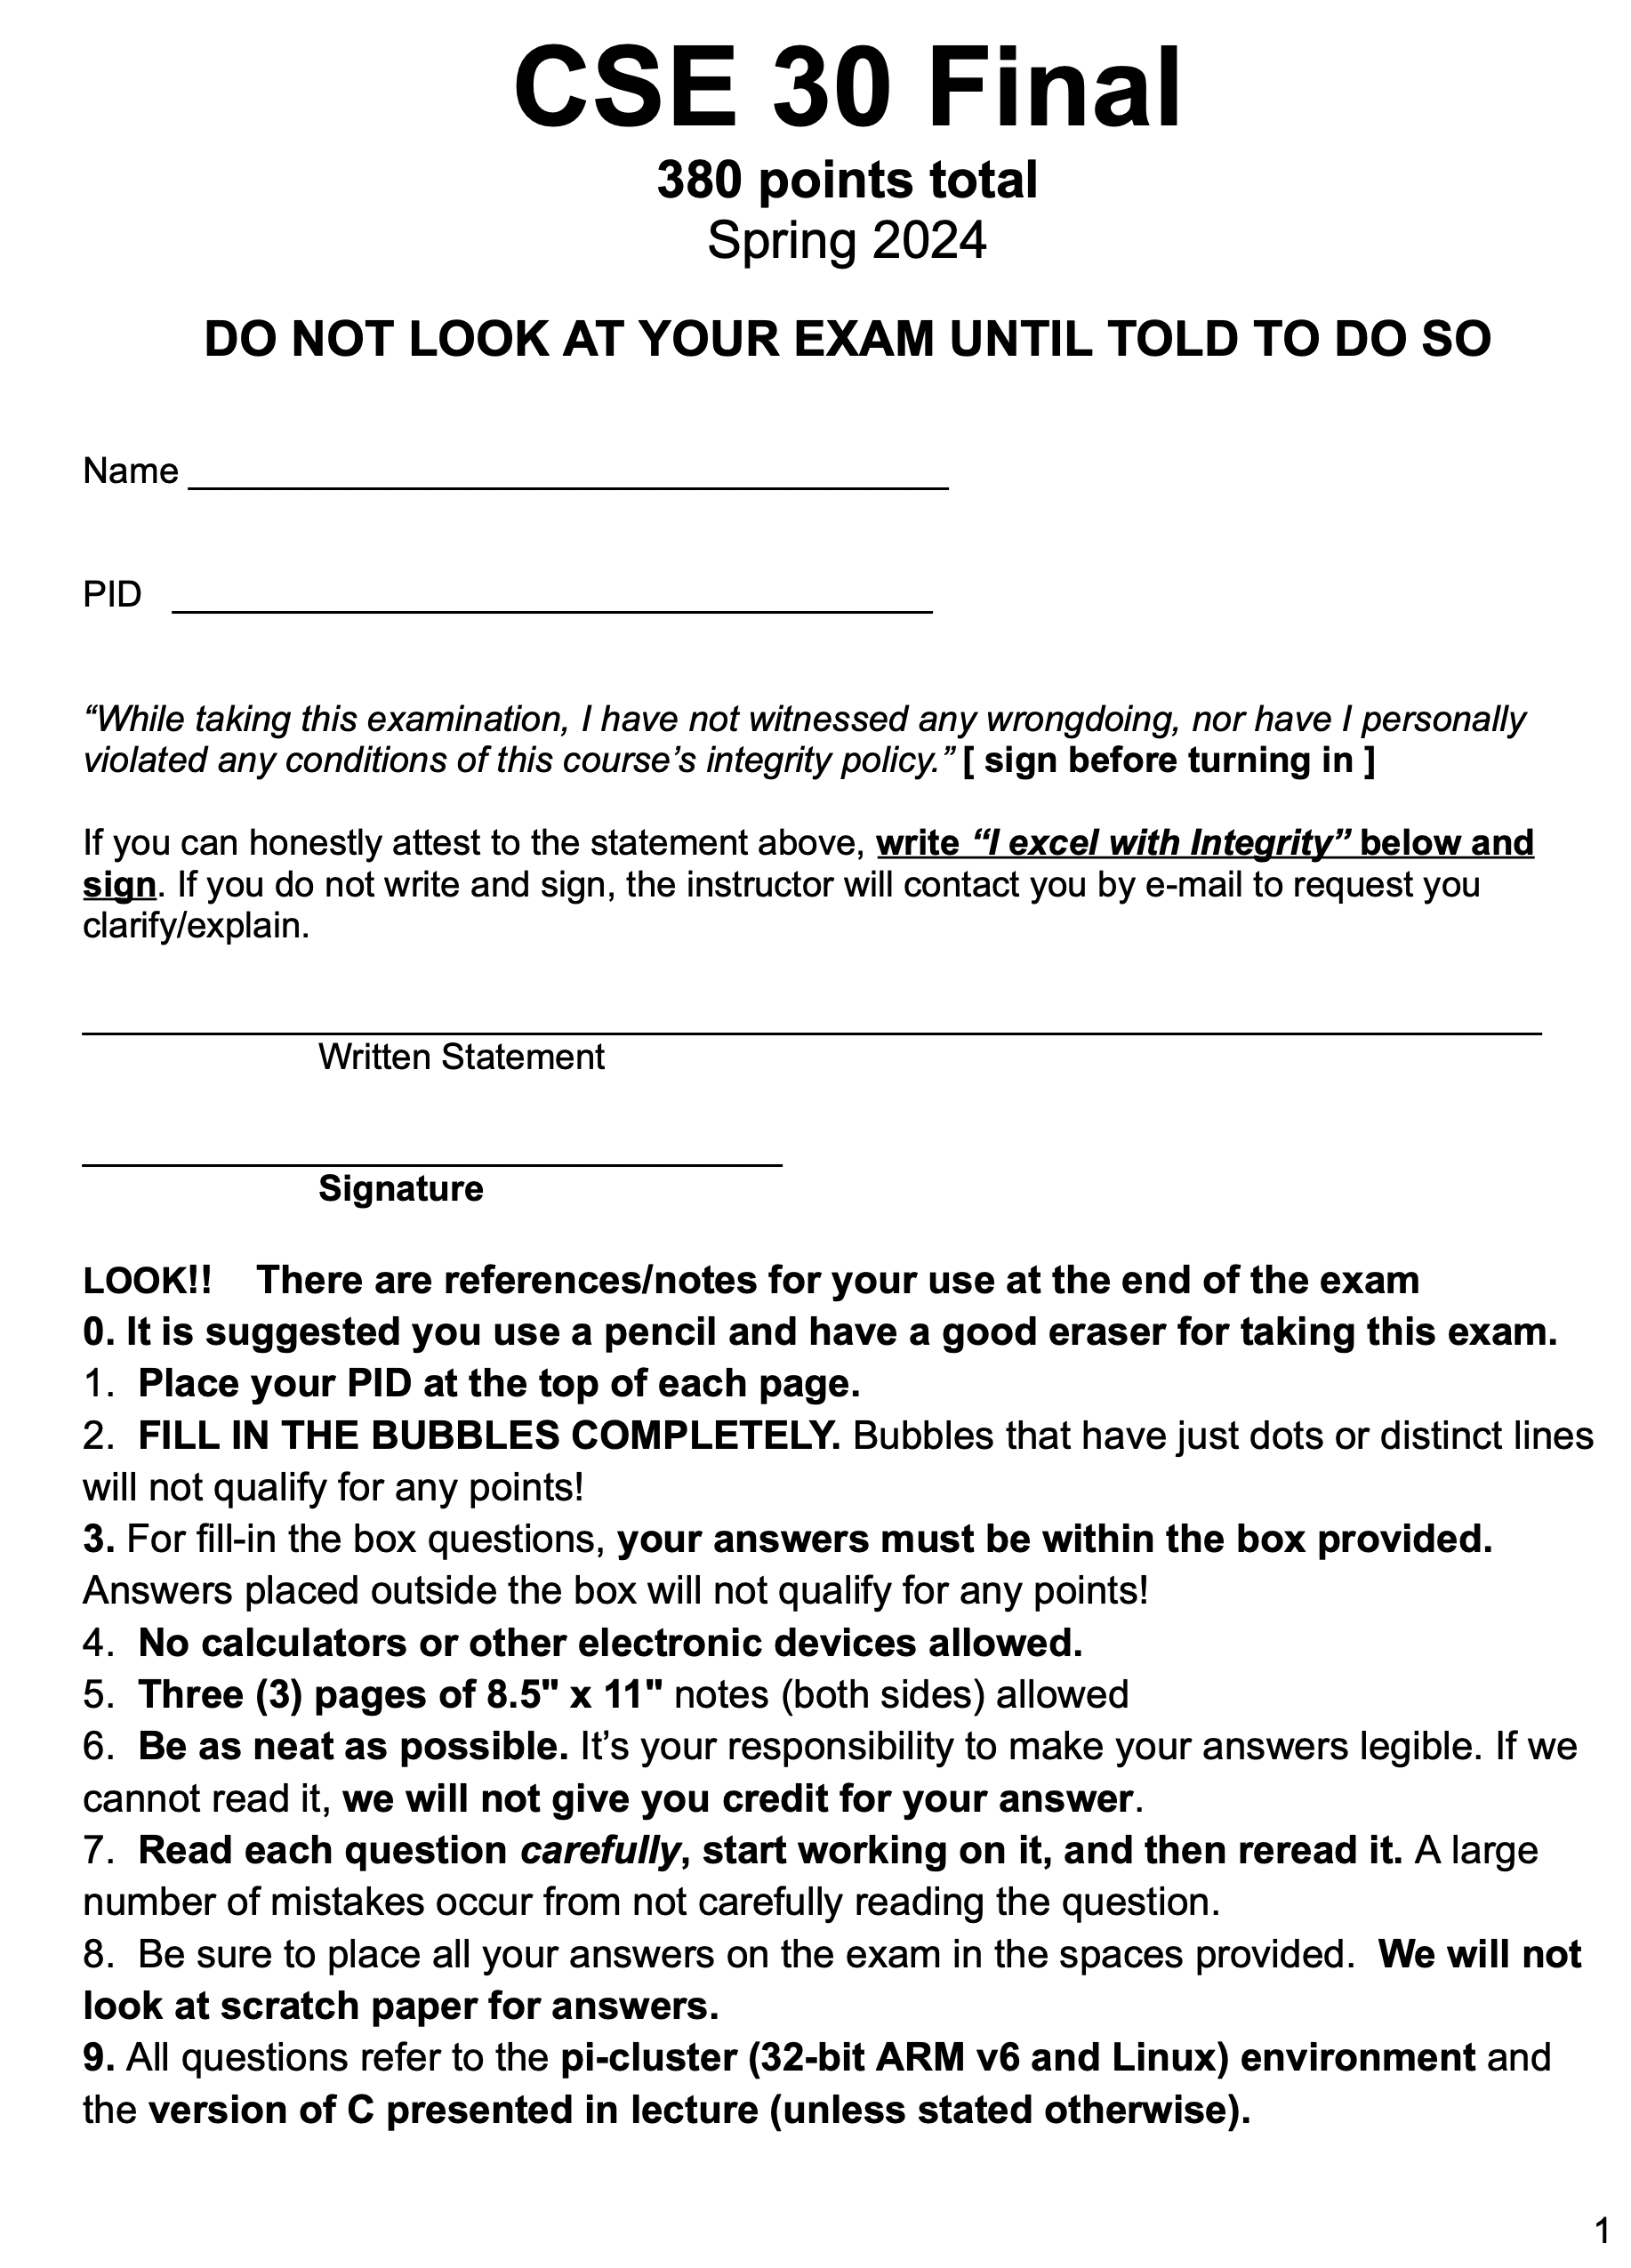 CSE 30 Final
380 points total
Spring 2024
DO NOT LOOK AT YOUR EXAM UNTIL TOLD TO DO SO
Name
PID
“While taking this examination, I have not witnessed any wrongdoing, nor have I personally
violated any conditions of this course’s integrity policy.” [ sign before turning in ]
If you can honestly attest to the statement above, write “I excel with Integrity” below and
sign. If you do not write and sign, the instructor will contact you by e-mail to request you
clarify/explain.
Written Statement
Signature
LOOK!! There are references/notes for your use at the end of the exam
0. It is suggested you use a pencil and have a good eraser for taking this exam.
1. Place your PID at the top of each page.
2. FILL IN THE BUBBLES COMPLETELY. Bubbles that have just dots or distinct lines
will not qualify for any points!
3. For fill-in the box questions, your answers must be within the box provided.
Answers placed outside the box will not qualify for any points!
4. No calculators or other electronic devices allowed.
5. Three (3) pages of 8.5" x 11" notes (both sides) allowed
6. Be as neat as possible. It’s your responsibility to make your answers legible. If we
cannot read it, we will not give you credit for your answer.
7. Read each question carefully, start working on it, and then reread it. A large
number of mistakes occur from not carefully reading the question.
8. Be sure to place all your answers on the exam in the spaces provided. We will not
look at scratch paper for answers.
9. All questions refer to the pi-cluster (32-bit ARM v6 and Linux) environment and
the version of C presented in lecture (unless stated otherwise).
1